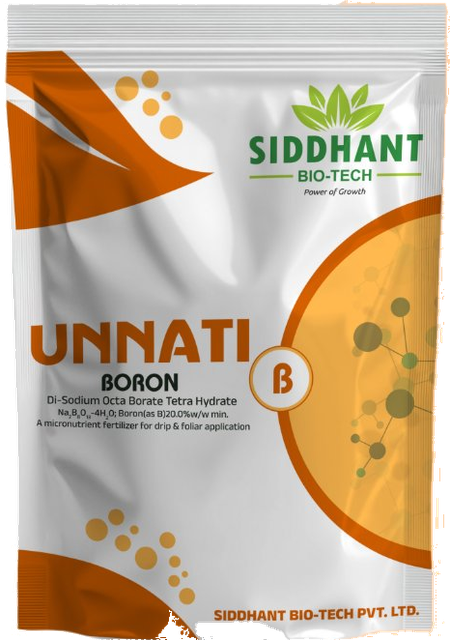 SIDDHANT
BIO-TECH
Power of Growth
UNNATI
BORON
B
Di-Sodium Octa Borate Tetra Hydrate
Na₂B₈O₁₃-4H₂O; Boron(as B)20.0%w/w min.
A micronutrient fertilizer for drip & foliar application
SIDDHANT BIO-TECH PVT. LTD.